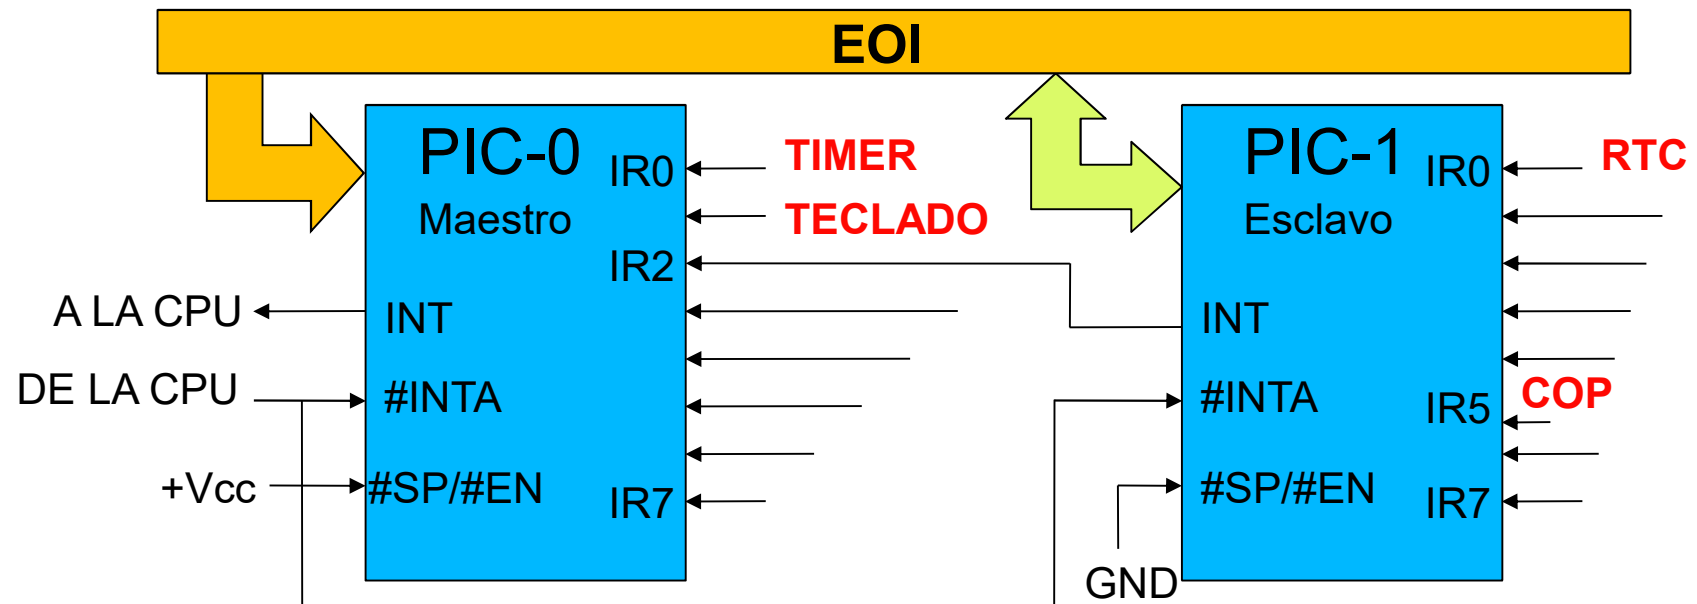 EOI
PIC-0
Maestro
IR0
TIMER
TECLADO
IR2
A LA CPU
INT
DE LA CPU
#INTA
+Vcc
#SP/#EN
IR7
PIC-1
Esclavo
IR0
RTC
INT
#INTA
IR5
COP
#SP/#EN
IR7
GND